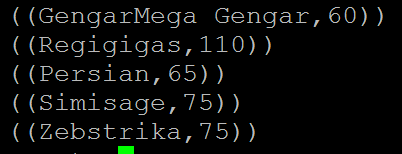 ((GengarMega Gengar,60))
((Regigigas,110))
((Persian,65))
((Simisage,75))
((Zebstrika,75))